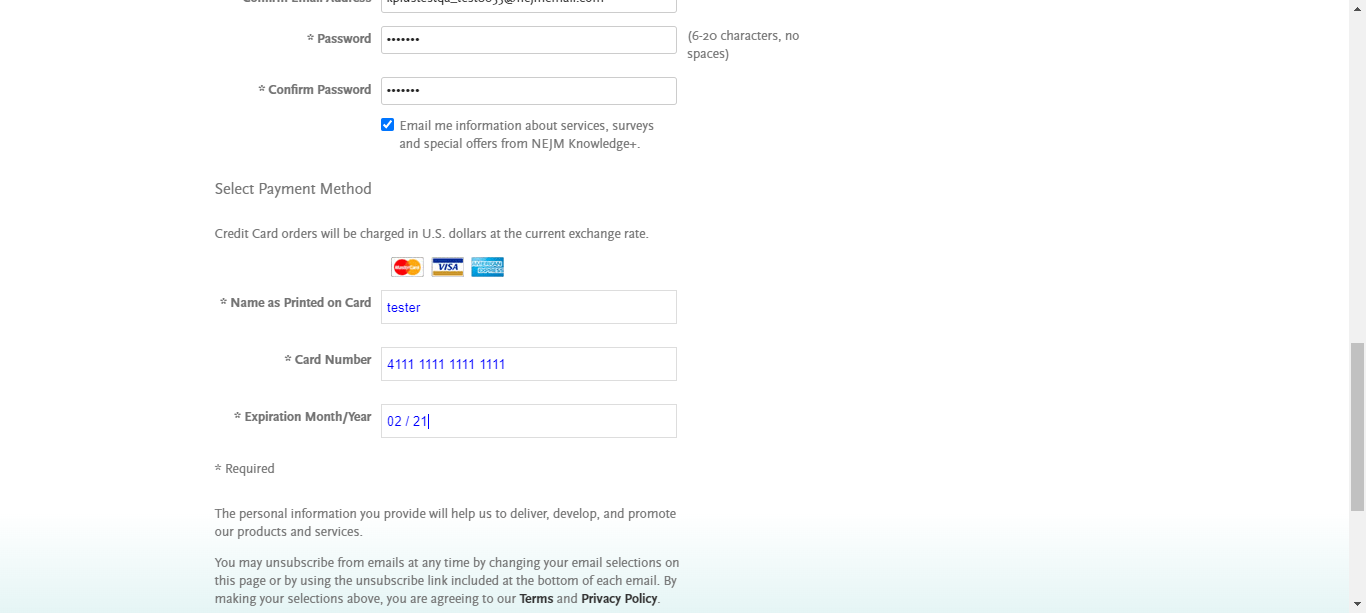 * Password
•••••••
(6-20 characters, no
spaces)
* Confirm Password
•••••••
Email me information about services, surveys
and special offers from NEJM Knowledge+.
Select Payment Method
Credit Card orders will be charged in U.S. dollars at the current exchange rate.
MasterCard VISA AMERICAN EXPRESS
* Name as Printed on Card
tester
* Card Number
4111 1111 1111 1111
* Expiration Month/Year
02 / 21
* Required
The personal information you provide will help us to deliver, develop, and promote
our products and services.
You may unsubscribe from emails at any time by changing your email selections on
this page or by using the unsubscribe link included at the bottom of each email. By
making your selections above, you are agreeing to our Terms and Privacy Policy.